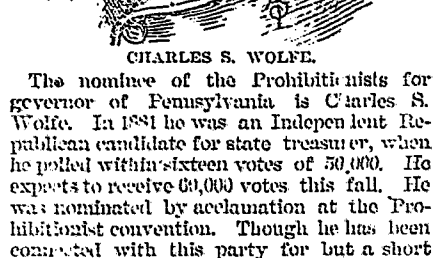 CHARLES S. WOLFE.
The nominee of the Prohibitionists for
governor of Pennsylvania is Charles S.
Wolfe. In 1881 he was an Independent Re-
publican candidate for state treasurer, when
he polled within sixteen votes of 50,000. He
expects to receive 60,000 votes this fall. He
was nominated by acclamation at the Pro-
hibitionist convention. Though he has been
connected with this party for but a short